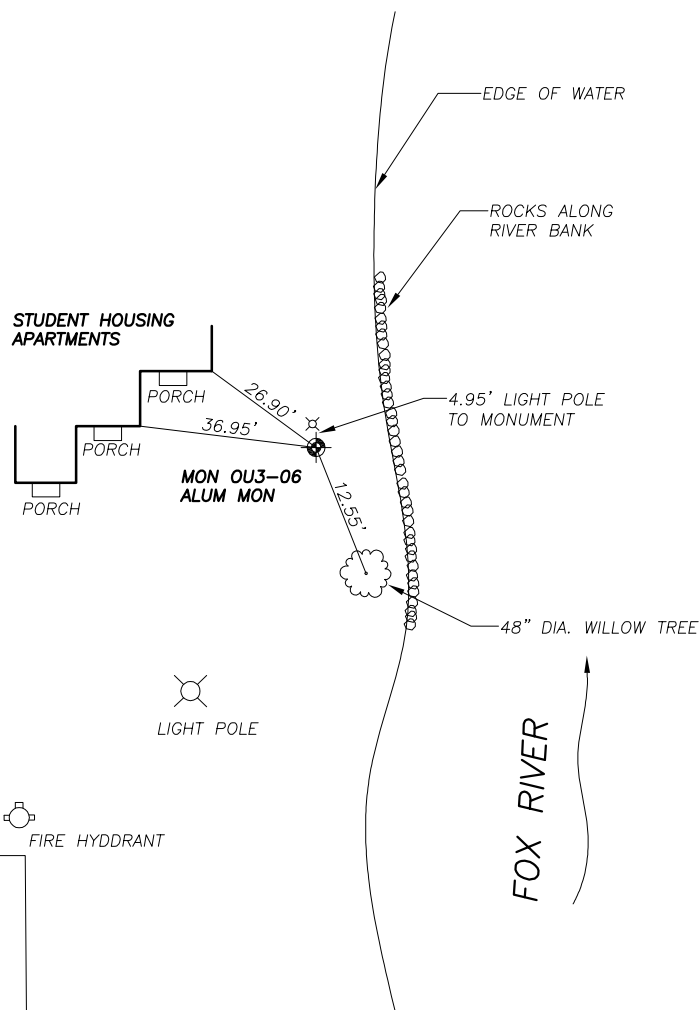 EDGE OF WATER
ROCKS ALONG
RIVER BANK
STUDENT HOUSING
APARTMENTS
26.90'
PORCH
4.95' LIGHT POLE
TO MONUMENT
36.95'
PORCH
MON OU3-06
ALUM MON
12.55'
PORCH
48" DIA. WILLOW TREE
LIGHT POLE
FOX RIVER
FIRE HYDDRANT